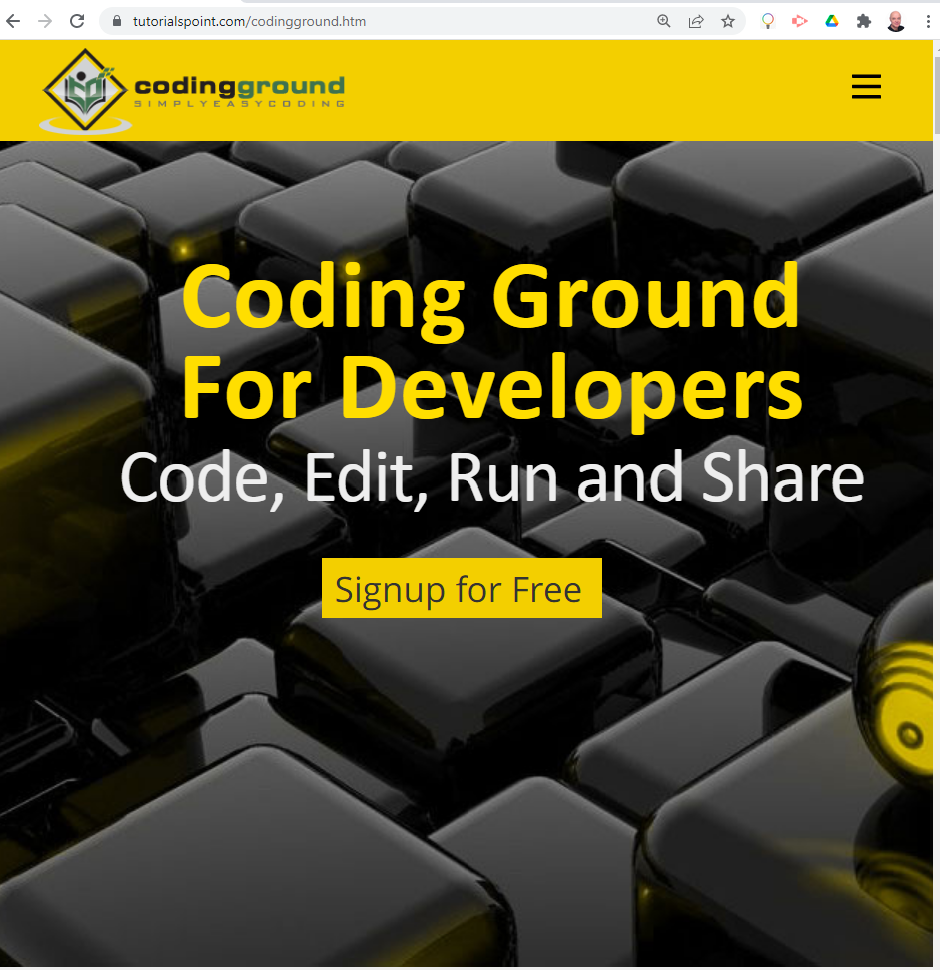 tutorialspoint.com/codingground.htm
codingground
SIMPLYEASYCODING
Coding Ground
For Developers
Code, Edit, Run and Share
Signup for Free